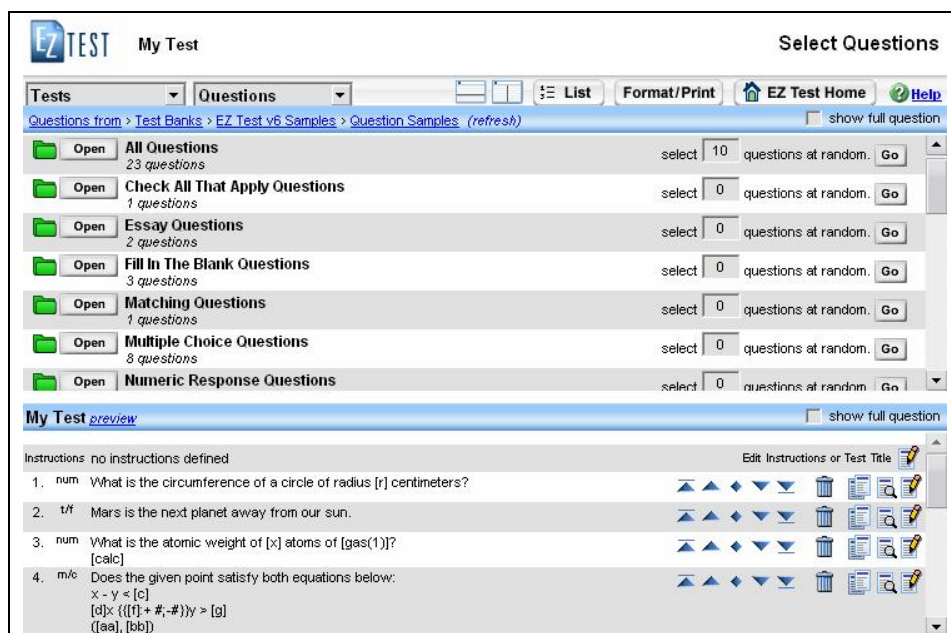 EZ TEST My Test Select Questions
Tests Questions List Format/Print EZ Test Home Help
Questions from > Test Banks > EZ Test v6 Samples > Question Samples (refresh) show full question
Open All Questions select 10 questions at random. Go
23 questions
Open Check All That Apply Questions select 0 questions at random. Go
1 questions
Open Essay Questions select 0 questions at random. Go
2 questions
Open Fill In The Blank Questions select 0 questions at random. Go
3 questions
Open Matching Questions select 0 questions at random. Go
1 questions
Open Multiple Choice Questions select 0 questions at random. Go
8 questions
Open Numeric Response Questions select 0 questions at random. Go
My Test preview show full question
Instructions no instructions defined Edit Instructions or Test Title
1. num What is the circumference of a circle of radius [r] centimeters?
2. t/f Mars is the next planet away from our sun.
3. num What is the atomic weight of [x] atoms of [gas(1)]?
[calc]
4. m/c Does the given point satisfy both equations below:
x - y < [c]
[d]x {([f]:+ #;-#}}y > [g]
([aa], [bb])